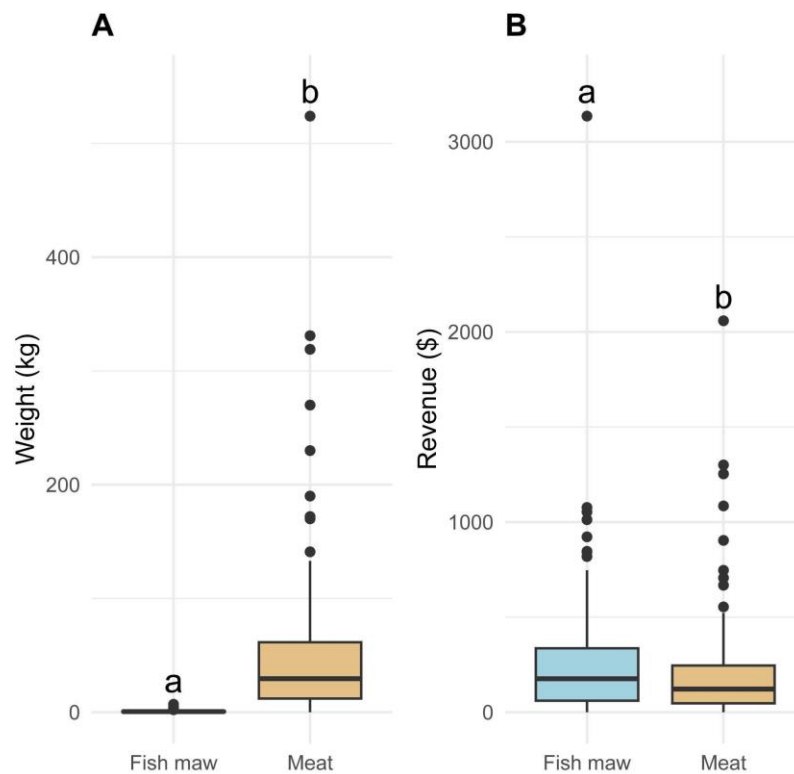 A
b
a
Weight (kg)
400
200
0
Fish maw
Meat
B
a
b
Revenue ($)
3000
2000
1000
0
Fish maw
Meat